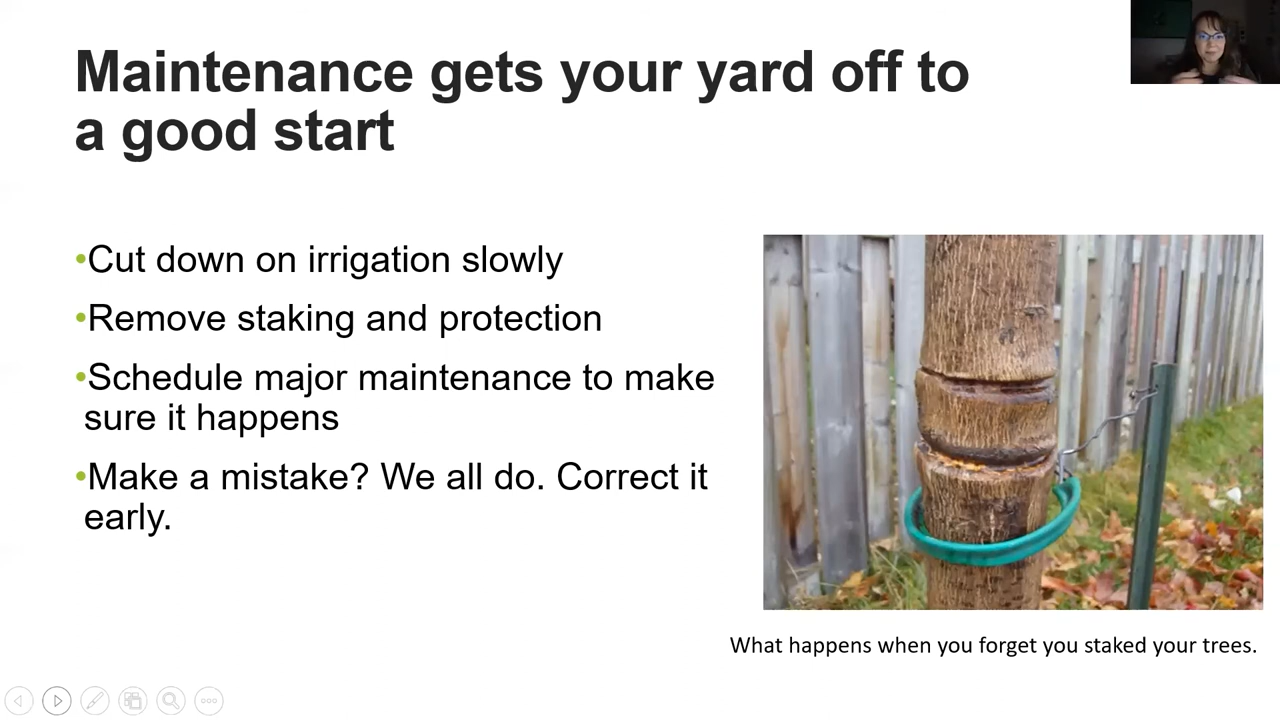 Maintenance gets your yard off to
a good start
•Cut down on irrigation slowly
•Remove staking and protection
•Schedule major maintenance to make
sure it happens
•Make a mistake? We all do. Correct it
early.
What happens when you forget you staked your trees.